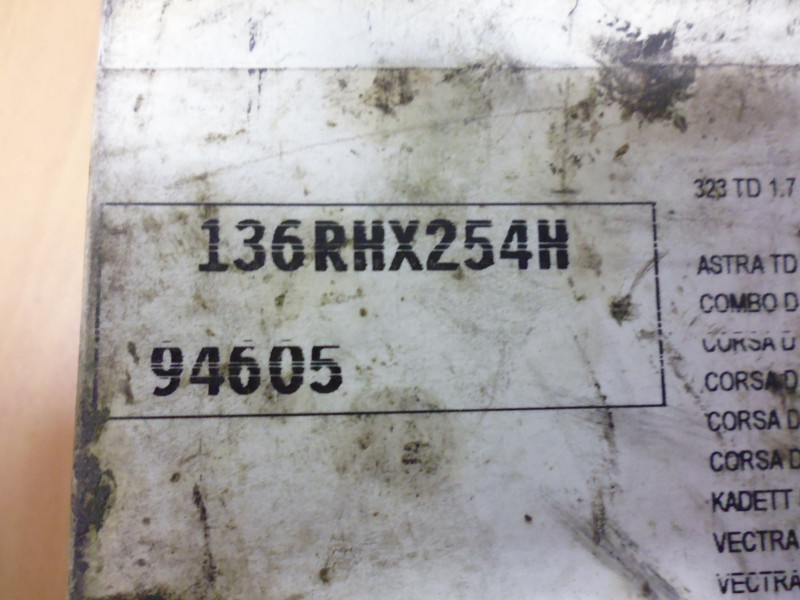 136RHX254H
94605
323 TD 1.7
ASTRA TD
COMBO D
CORSA D
CORSA D
CORSA D
CORSA D
KADETT
VECTRA
VECTRA